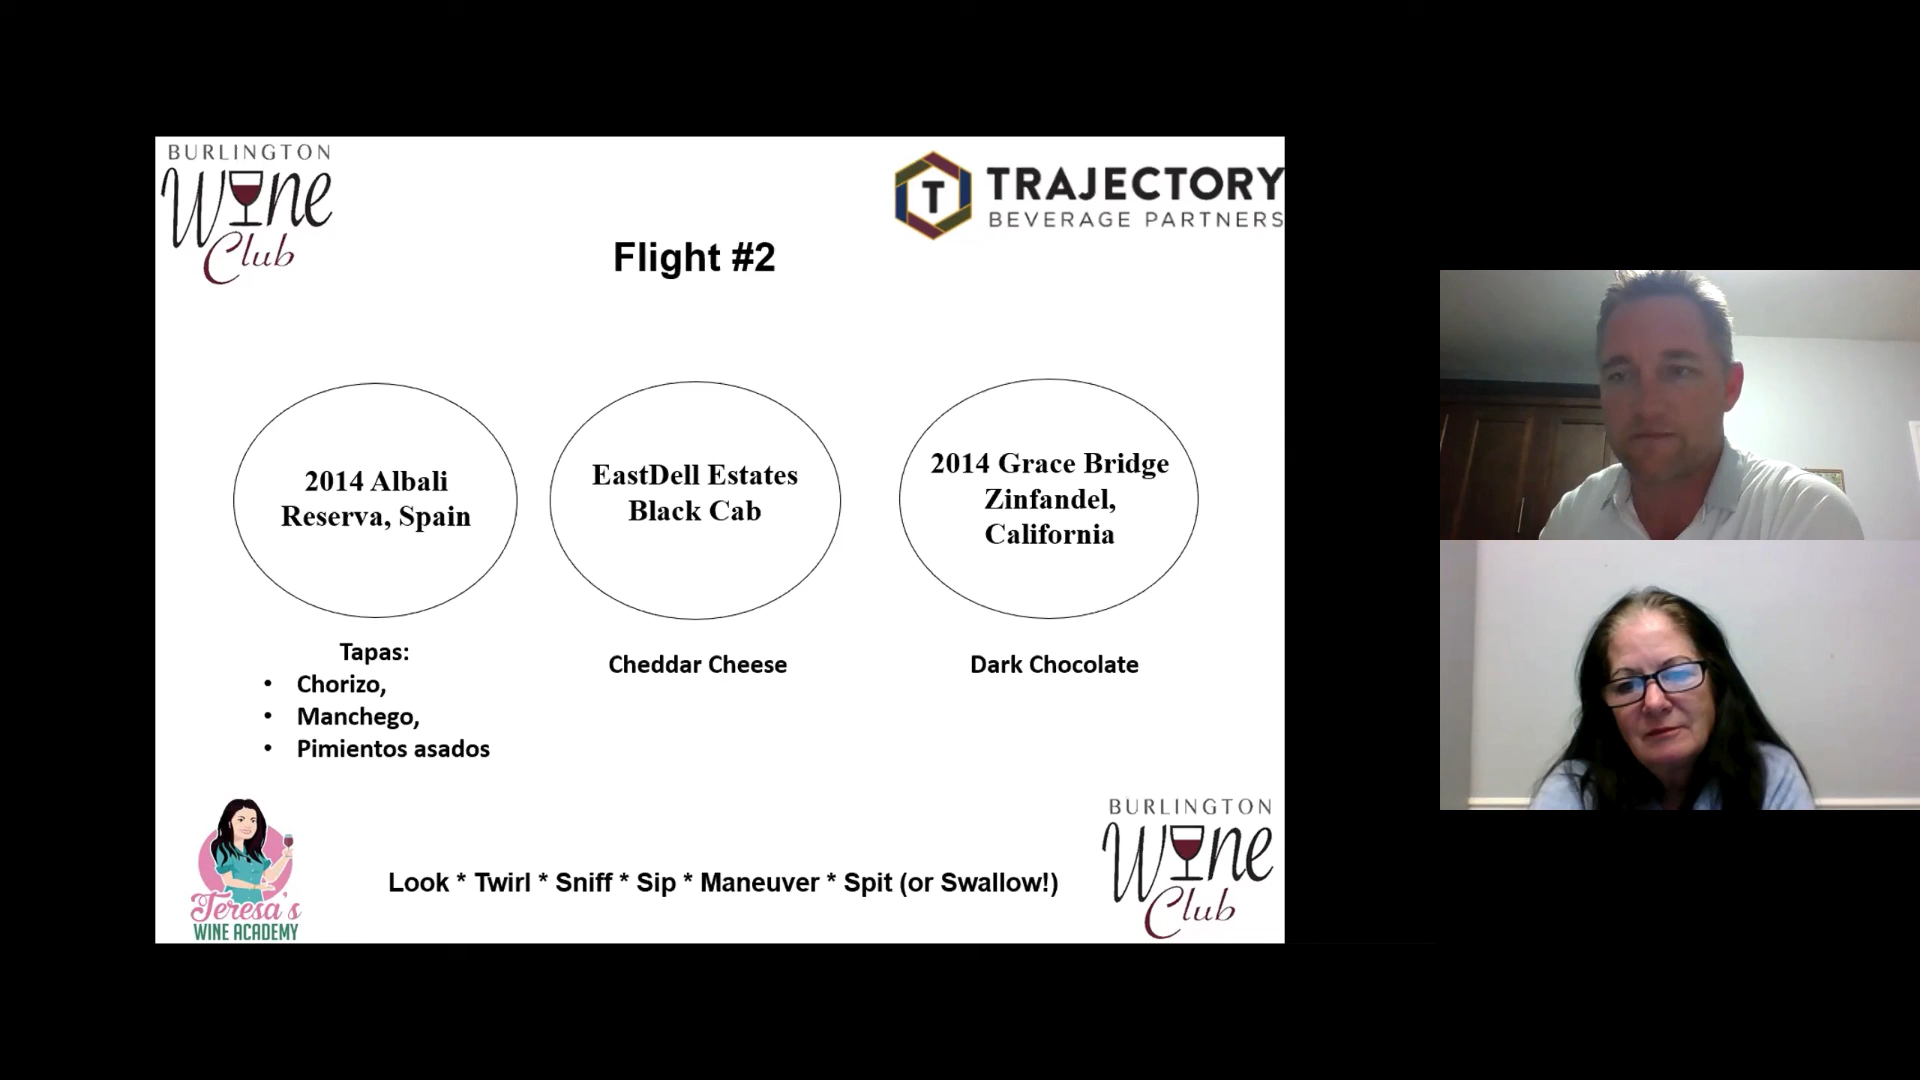 BURLINGTON
Wine
Club
T TRAJECTORY
BEVERAGE PARTNERS
Flight #2
2014 Albali
Reserva, Spain
EastDell Estates
Black Cab
2014 Grace Bridge
Zinfandel,
California
Tapas:
• Chorizo,
• Manchego,
• Pimientos asados
Cheddar Cheese
Dark Chocolate
Teresa's
WINE ACADEMY
Look * Twirl * Sniff * Sip * Maneuver * Spit (or Swallow!)
BURLINGTON
Wine
Club